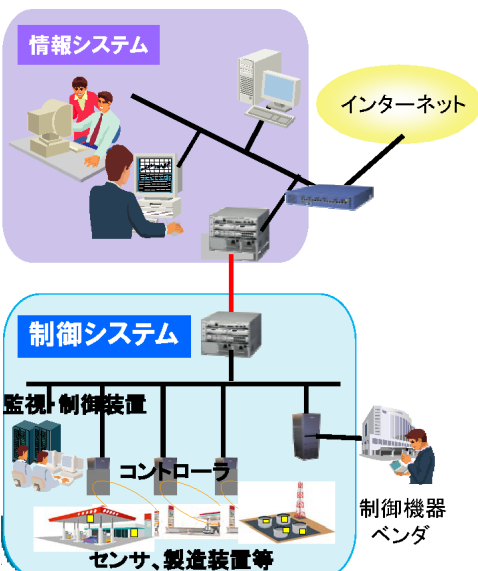 情報システム
インターネット
制御システム
監視・制御装置
コントローラ
制御機器
ベンダ
センサ、製造装置等